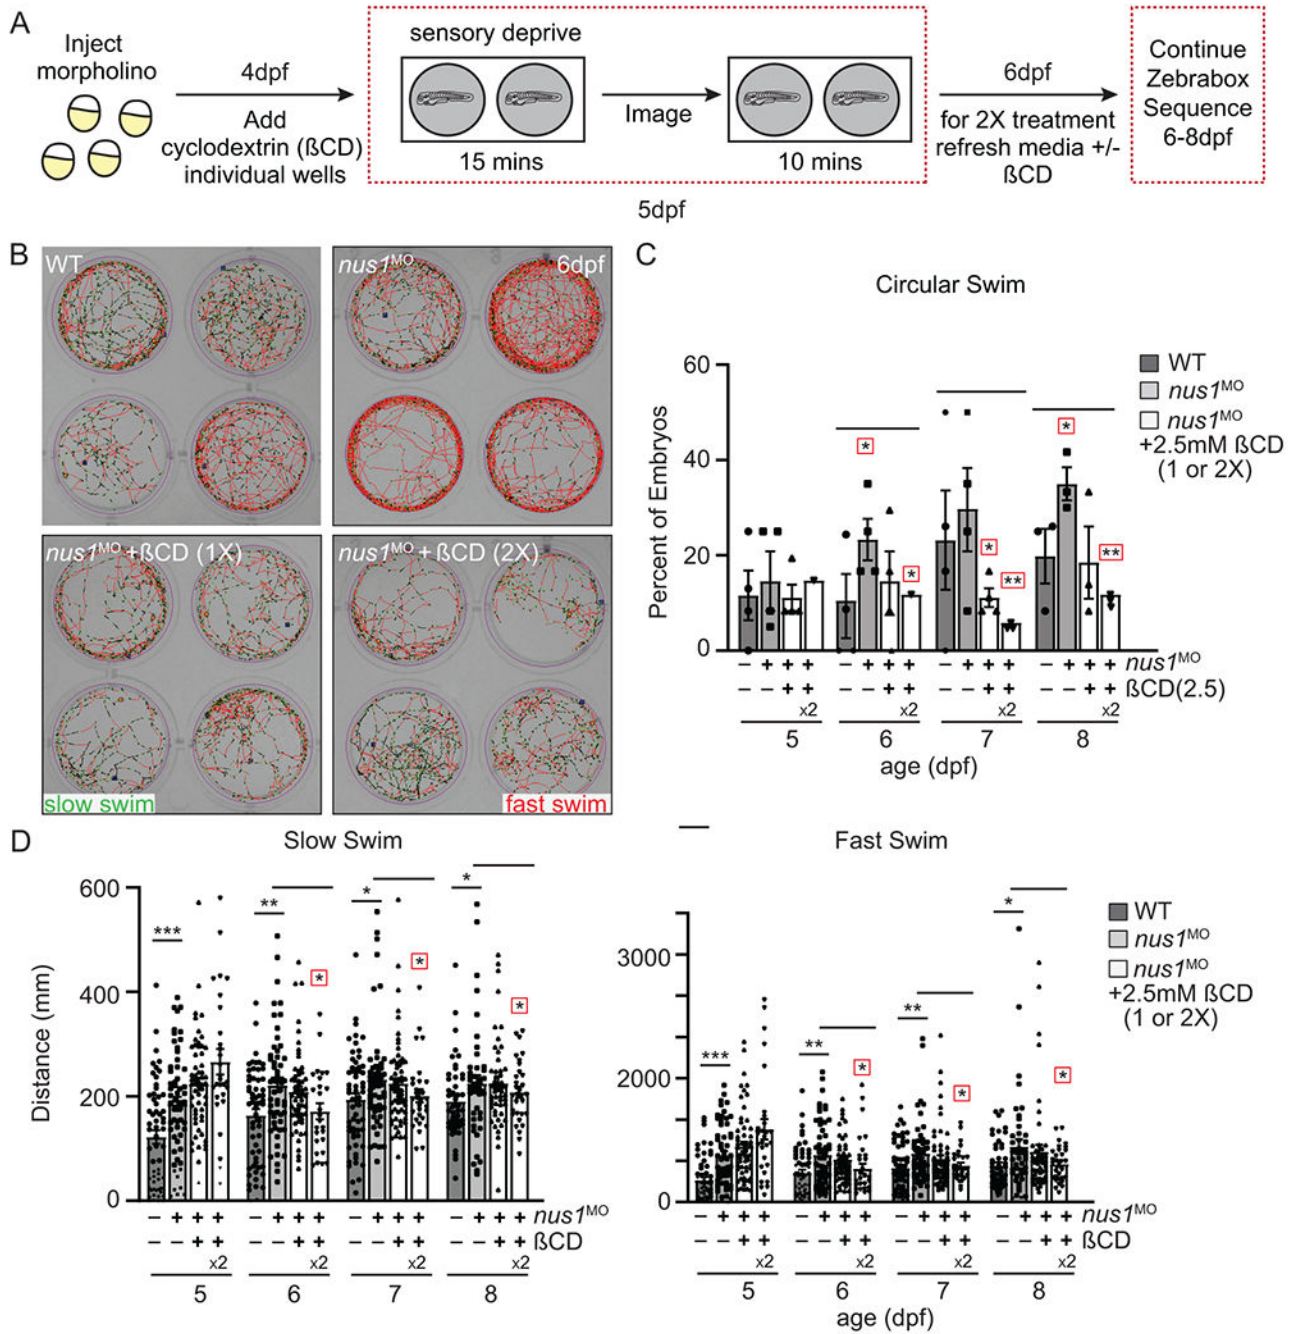 A
Inject
morpholino
4dpf
Add
cyclodextrin (ßCD)
individual wells
sensory deprive
15 mins
Image
10 mins
5dpf
6dpf
for 2X treatment
refresh media +/-
ßCD
Continue
Zebrabox
Sequence
6-8dpf
B
WT
nus1MO
6dpf
nus1MO +ßCD (1X)
nus1MO + ßCD (2X)
slow swim
fast swim
C
Circular Swim
Percent of Embryos
60
40
20
0
* * * ** * **
WT
nus1MO
nus1MO
+2.5mM ßCD
(1 or 2X)
– + + + – + + + – + + + – + + + nus1MO
– – + + – – + + – – + + – – + + ßCD(2.5)
x2 x2 x2 x2
5 6 7 8
age (dpf)
D
Slow Swim
Distance (mm)
600
400
200
0
*** ** * * * * *
– + + + – + + + – + + + – + + + nus1MO
– – + + – – + + – – + + – – + + ßCD
x2 x2 x2 x2
5 6 7 8
Fast Swim
3000
2000
0
*** ** * ** * * *
WT
nus1MO
nus1MO
+2.5mM ßCD
(1 or 2X)
– + + + – + + + – + + + – + + + nus1MO
– – + + – – + + – – + + – – + + ßCD
x2 x2 x2 x2
5 6 7 8
age (dpf)